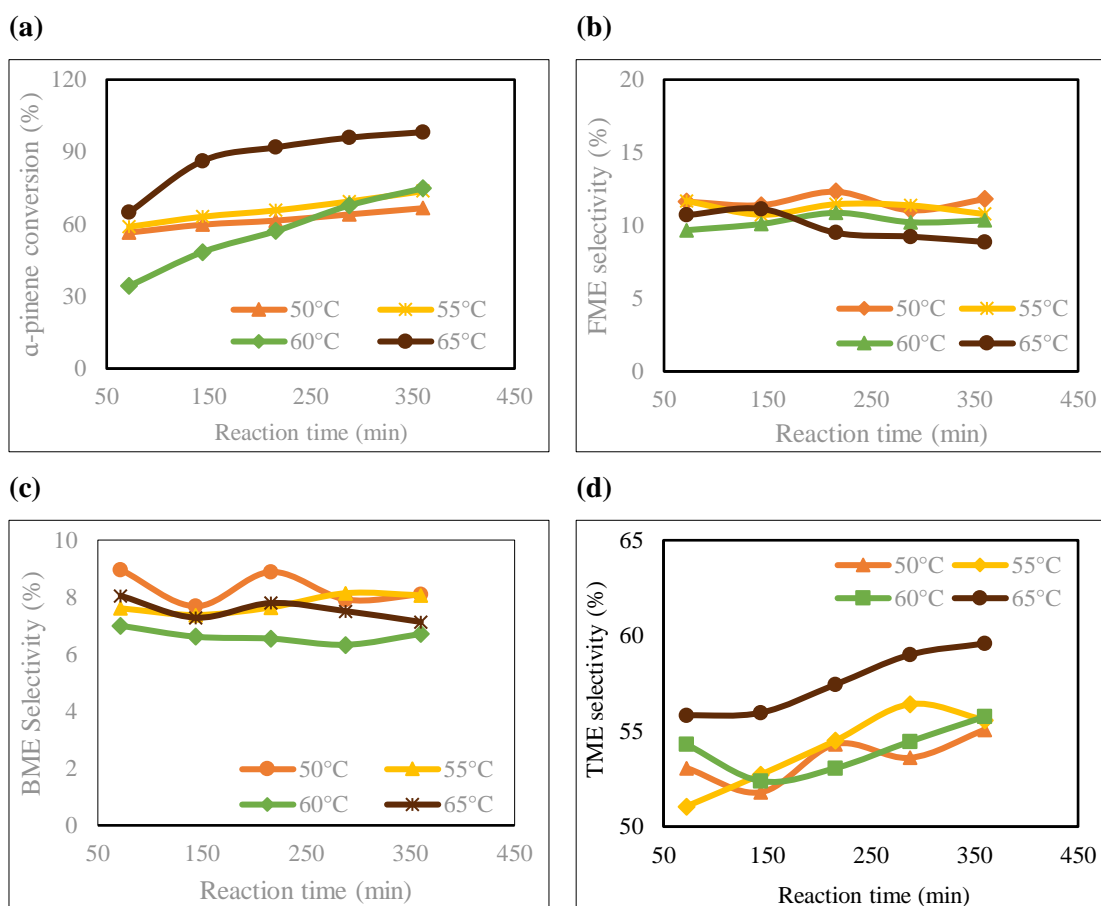 (a)
(b)
α-pinene conversion (%)
120
90
60
30
0
50°C
55°C
60°C
65°C
50 150 250 350 450
Reaction time (min)
FME selectivity (%)
20
15
10
5
0
50°C
55°C
60°C
65°C
50 150 250 350 450
Reaction time (min)
(c)
(d)
BME Selectivity (%)
10
8
6
4
2
0
50°C
55°C
60°C
65°C
50 150 250 350 450
Reaction time (min)
TME selectivity (%)
65
60
55
50
50°C
55°C
60°C
65°C
50 150 250 350 450
Reaction time (min)